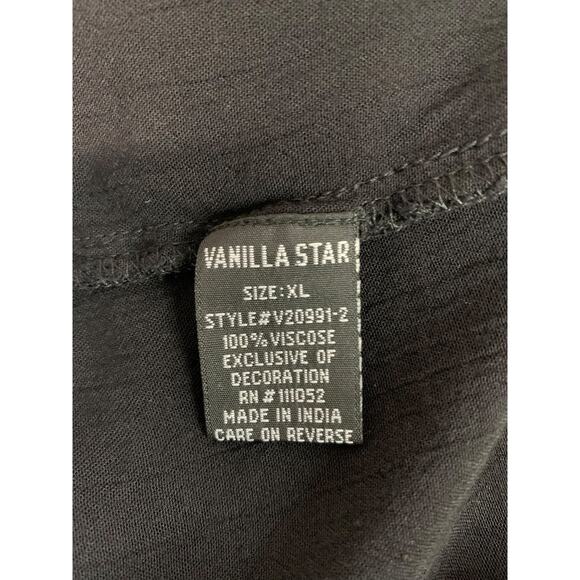 VANILLA STAR
SIZE:XL
STYLE#V20991-2
100% VISCOSE
EXCLUSIVE OF
DECORATION
RN # 111052
MADE IN INDIA
CARE ON REVERSE